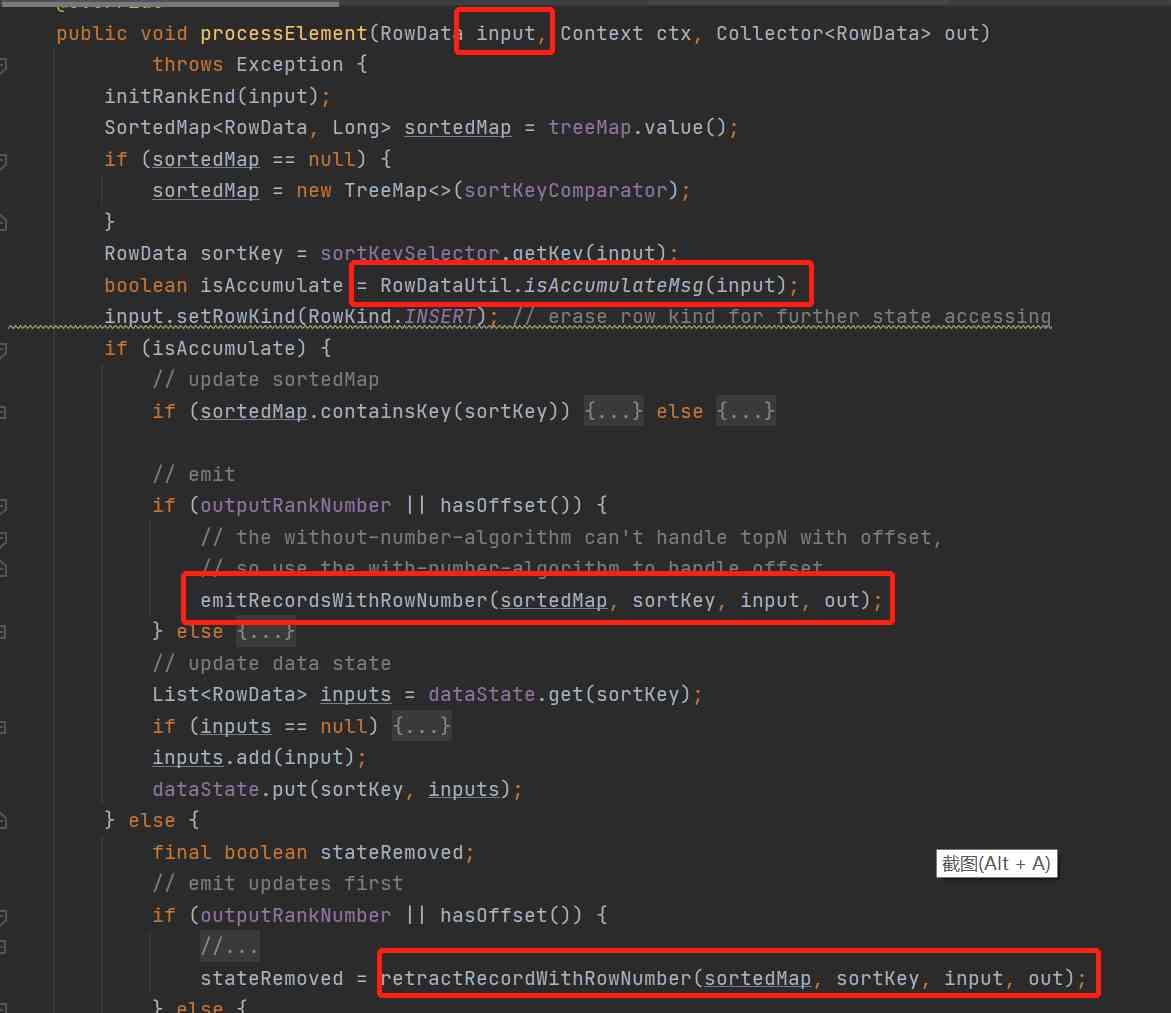 public void processElement(RowData input, Context ctx, Collector<RowData> out)
throws Exception {
initRankEnd(input);
SortedMap<RowData, Long> sortedMap = treeMap.value();
if (sortedMap == null) {
sortedMap = new TreeMap<>(sortKeyComparator);
}
RowData sortKey = sortKeySelector.getKey(input);
boolean isAccumulate = RowDataUtil.isAccumulateMsg(input);
input.setRowKind(RowKind.INSERT); // erase row kind for further state accessing
if (isAccumulate) {
// update sortedMap
if (sortedMap.containsKey(sortKey)) {...} else {...}
// emit
if (outputRankNumber || hasOffset()) {
// the without-number-algorithm can't handle topN with offset,
// so use the with-number-algorithm to handle offset
emitRecordsWithRowNumber(sortedMap, sortKey, input, out);
} else {...}
// update data state
List<RowData> inputs = dataState.get(sortKey);
if (inputs == null) {...}
inputs.add(input);
dataState.put(sortKey, inputs);
} else {
final boolean stateRemoved;
截图(Alt + A)
// emit updates first
if (outputRankNumber || hasOffset()) {
//...
stateRemoved = retractRecordWithRowNumber(sortedMap, sortKey, input, out);
} else {